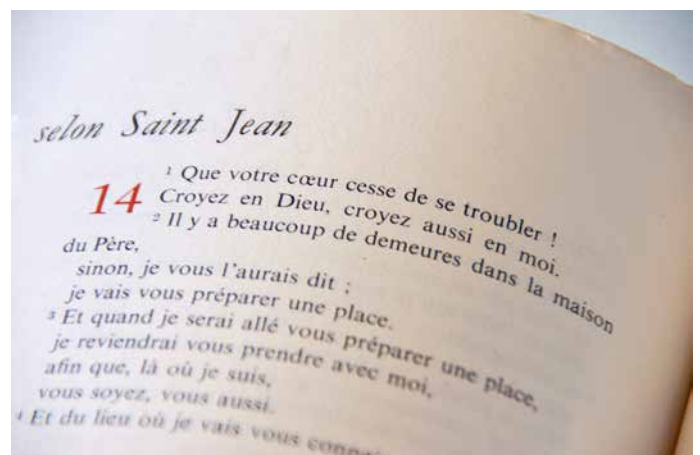 selon Saint Jean
14
¹ Que votre cœur cesse de se troubler !
Croyez en Dieu, croyez aussi en moi.
² Il y a beaucoup de demeures dans la maison
du Père,
sinon, je vous l'aurais dit ;
je vais vous préparer une place.
³ Et quand je serai allé vous préparer une place,
je reviendrai vous prendre avec moi,
afin que, là où je suis,
vous soyez, vous aussi.
⁴ Et du lieu où je vais vous